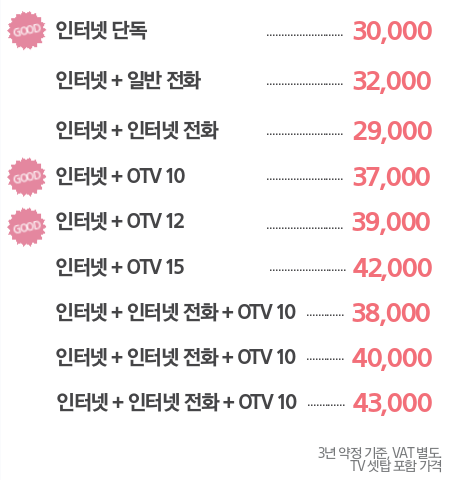 GOOD 인터넷 단독 ........................ 30,000
인터넷 + 일반 전화 ........................ 32,000
인터넷 + 인터넷 전화 ........................ 29,000
GOOD 인터넷 + OTV 10 ........................ 37,000
GOOD 인터넷 + OTV 12 ........................ 39,000
인터넷 + OTV 15 ........................ 42,000
인터넷 + 인터넷 전화 + OTV 10 ............ 38,000
인터넷 + 인터넷 전화 + OTV 10 ............ 40,000
인터넷 + 인터넷 전화 + OTV 10 ............ 43,000
3년 약정 기준, VAT 별도.
TV 셋탑 포함 가격